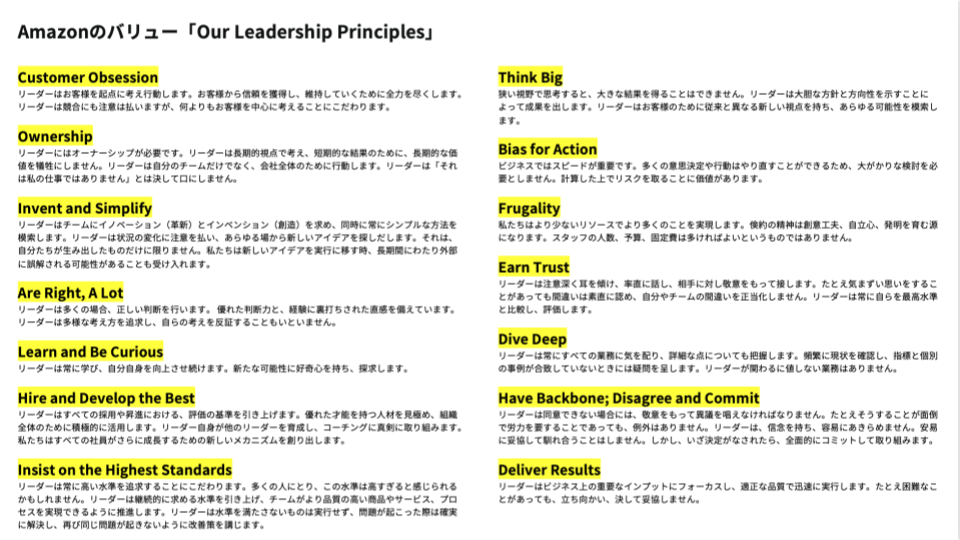 Amazonのバリュー「Our Leadership Principles」
Customer Obsession
リーダーはお客様を起点に考え行動します。お客様から信頼を獲得し、維持していくために全力を尽くします。
リーダーは競合にも注意は払いますが、何よりもお客様を中心に考えることにこだわります。
Ownership
リーダーにはオーナーシップが必要です。リーダーは長期的視点で考え、短期的な結果のために、長期的な価
値を犠牲にしません。リーダーは自分のチームだけでなく、会社全体のために行動します。リーダーは「それ
は私の仕事ではありません」とは決して口にしません。
Invent and Simplify
リーダーはチームにイノベーション（革新）とインベンション（創造）を求め、同時に常にシンプルな方法を
模索します。リーダーは状況の変化に注意を払い、あらゆる場から新しいアイデアを探しだします。それは、
自分たちが生み出したものだけに限りません。私たちは新しいアイデアを実行に移す時、長期間にわたり外部
に誤解される可能性があることも受け入れます。
Are Right, A Lot
リーダーは多くの場合、正しい判断を行います。 優れた判断力と、経験に裏打ちされた直感を備えています。
リーダーは多様な考え方を追求し、自らの考えを反証することもいといません。
Learn and Be Curious
リーダーは常に学び、自分自身を向上させ続けます。新たな可能性に好奇心を持ち、探求します。
Hire and Develop the Best
リーダーはすべての採用や昇進における、評価の基準を引き上げます。優れた才能を持つ人材を見極め、組織
全体のために積極的に活用します。リーダー自身が他のリーダーを育成し、コーチングに真剣に取り組みます。
私たちはすべての社員がさらに成長するための新しいメカニズムを創り出します。
Insist on the Highest Standards
リーダーは常に高い水準を追求することにこだわります。多くの人にとり、この水準は高すぎると感じられる
かもしれません。リーダーは継続的に求める水準を引き上げ、チームがより品質の高い商品やサービス、プロ
セスを実現できるように推進します。リーダーは水準を満たさないものは実行せず、問題が起こった際は確実
に解決し、再び同じ問題が起きないように改善策を講じます。
Think Big
狭い視野で思考すると、大きな結果を得ることはできません。リーダーは大胆な方針と方向性を示すことに
よって成果を出します。リーダーはお客様のために従来と異なる新しい視点を持ち、あらゆる可能性を模索し
ます。
Bias for Action
ビジネスではスピードが重要です。多くの意思決定や行動はやり直すことができるため、大がかりな検討を必
要としません。計算した上でリスクを取ることに価値があります。
Frugality
私たちはより少ないリソースでより多くのことを実現します。倹約の精神は創意工夫、自立心、発明を育む源
になります。スタッフの人数、予算、固定費は多ければよいというものではありません。
Earn Trust
リーダーは注意深く耳を傾け、率直に話し、相手に対し敬意をもって接します。たとえ気まずい思いをするこ
とがあっても間違いは素直に認め、自分やチームの間違いを正当化しません。リーダーは常に自らを最高水準
と比較し、評価します。
Dive Deep
リーダーは常にすべての業務に気を配り、詳細な点についても把握します。頻繁に現状を確認し、指標と個別
の事例が合致していないときには疑問を呈します。リーダーが関わるに値しない業務はありません。
Have Backbone; Disagree and Commit
リーダーは同意できない場合には、敬意をもって異議を唱えなければなりません。たとえそうすることが面倒
で労力を要することであっても、例外はありません。リーダーは、信念を持ち、容易にあきらめません。安易
に妥協して馴れ合うことはしません。しかし、いざ決定がなされたら、全面的にコミットして取り組みます。
Deliver Results
リーダーはビジネス上の重要なインプットにフォーカスし、適正な品質で迅速に実行します。たとえ困難なこ
とがあっても、立ち向かい、決して妥協しません。